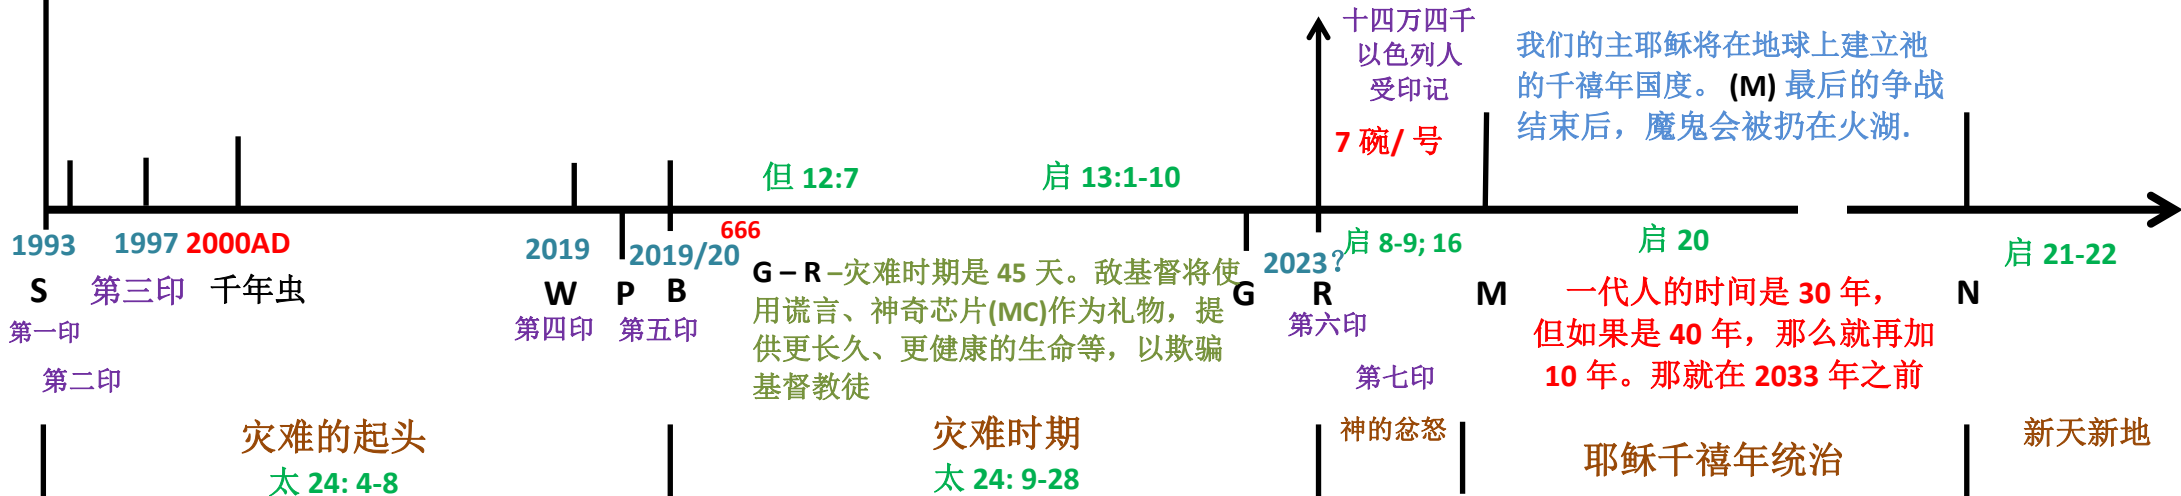 十四万四千
以色列人
受印记
7 碗/ 号
我们的主耶稣将在地球上建立祂
的千禧年国度。 (M) 最后的争战
结束后，魔鬼会被扔在火湖.
但 12:7
启 13:1-10
1993
1997
2000AD
2019
2019/20
666
2023?
启 8-9; 16
启 20
启 21-22
S
第三印
千年虫
W
P
B
G
R
M
N
第一印
第二印
第四印
第五印
第六印
第七印
G – R –灾难时期是 45 天。敌基督将使
用谎言、神奇芯片(MC)作为礼物，提
供更长久、更健康的生命等，以欺骗
基督教徒
一代人的时间是 30 年，
但如果是 40 年，那么就再加
10 年。那就在 2033 年之前
灾难的起头
太 24: 4-8
灾难时期
太 24: 9-28
神的忿怒
耶稣千禧年统治
新天新地